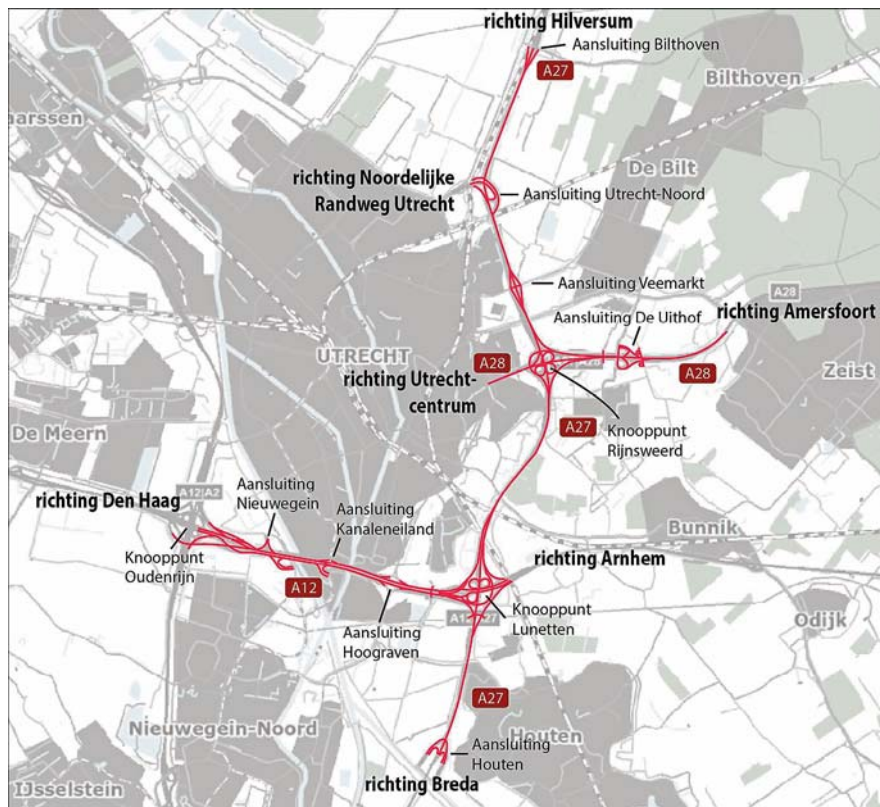 richting Hilversum
Aansluiting Bilthoven
A27
Bilthoven
aarssen
De Bilt
richting Noordelijke
Randweg Utrecht
Aansluiting Utrecht-Noord
Aansluiting Veemarkt
A28
Aansluiting De Uithof
richting Amersfoort
UTRECHT
A28
richting Utrecht-
centrum
A28
Zeist
De Meern
A27
Knooppunt
Rijnsweerd
Aansluiting
Nieuwegein
Aansluiting
Kanaleneiland
richting Den Haag
A12|A2
Bunnik
Knooppunt
Oudenrijn
richting Arnhem
A12
Knooppunt
Lunetten
Aansluiting
Hoograven
Odijk
A27
Nieuwegein-Noord
Houten
Aansluiting
Houten
richting Breda
IJsselstein